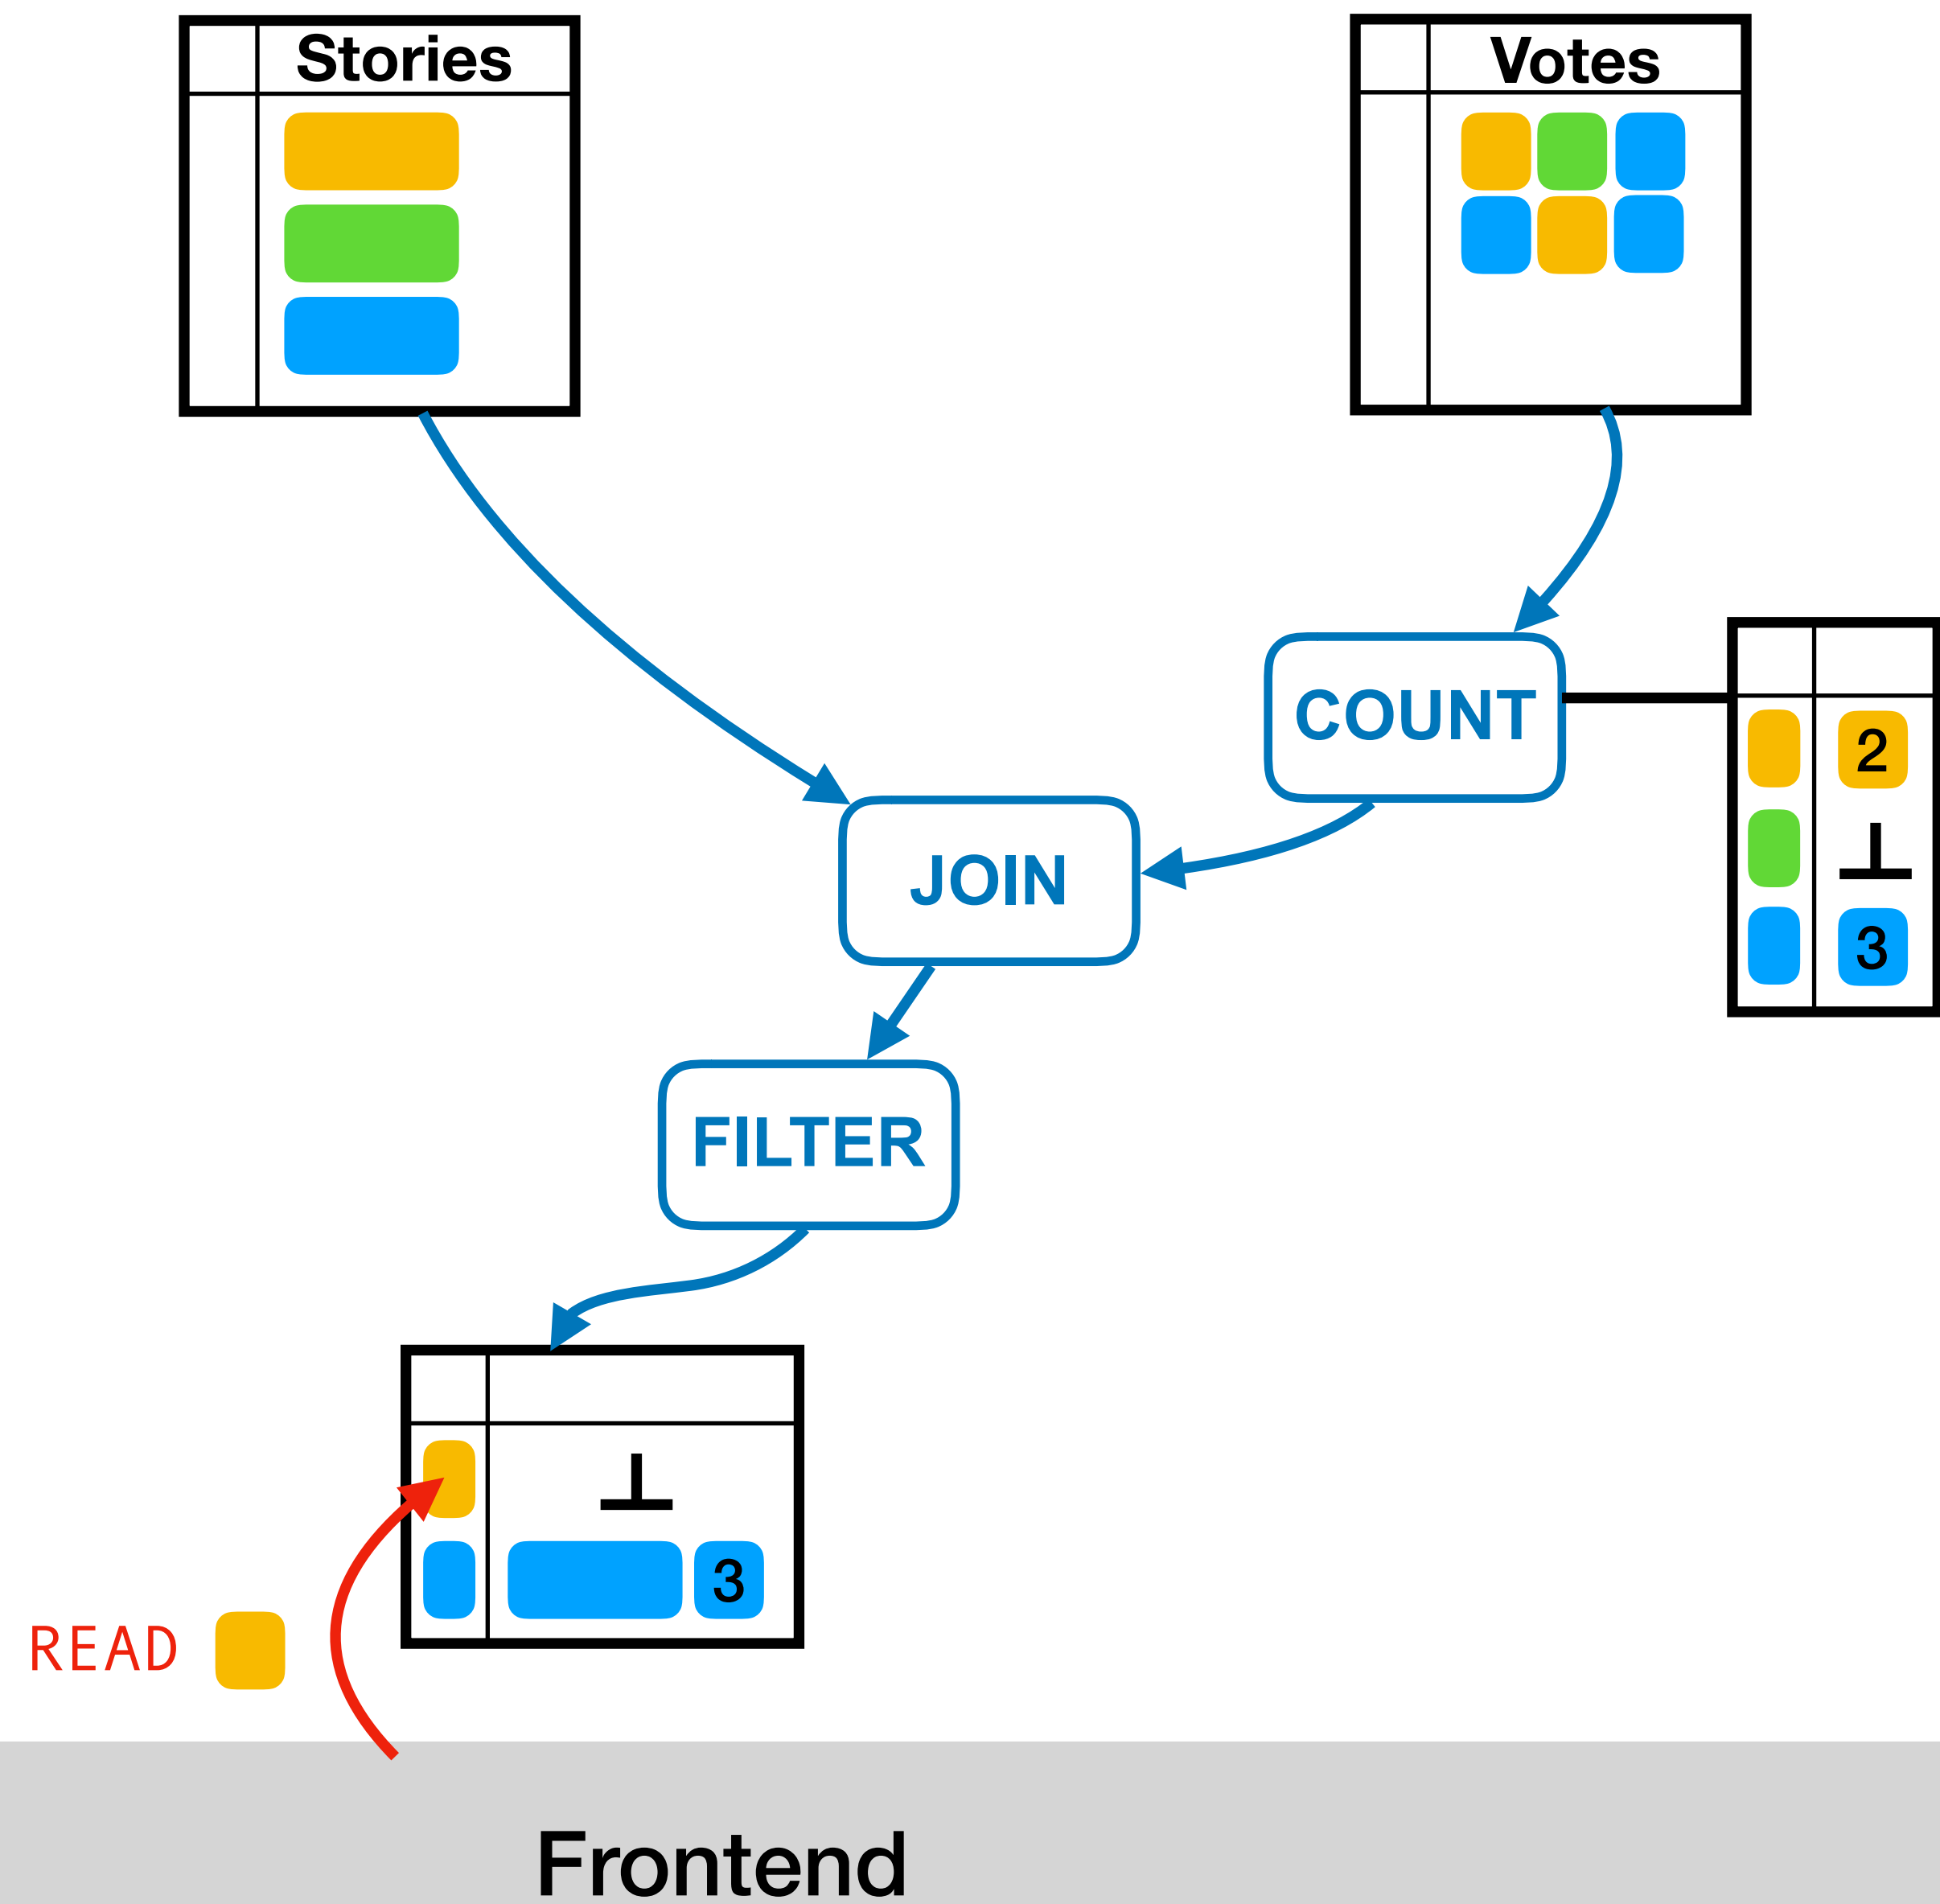 Stories
Votes
COUNT
2
⊥
3
JOIN
FILTER
⊥
3
READ
Frontend